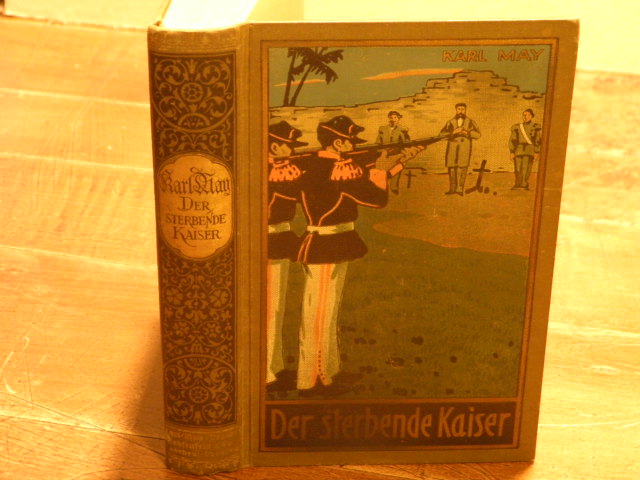 Karl May
DER
STERBENDE
KAISER
KARL MAY
Der sterbende Kaiser